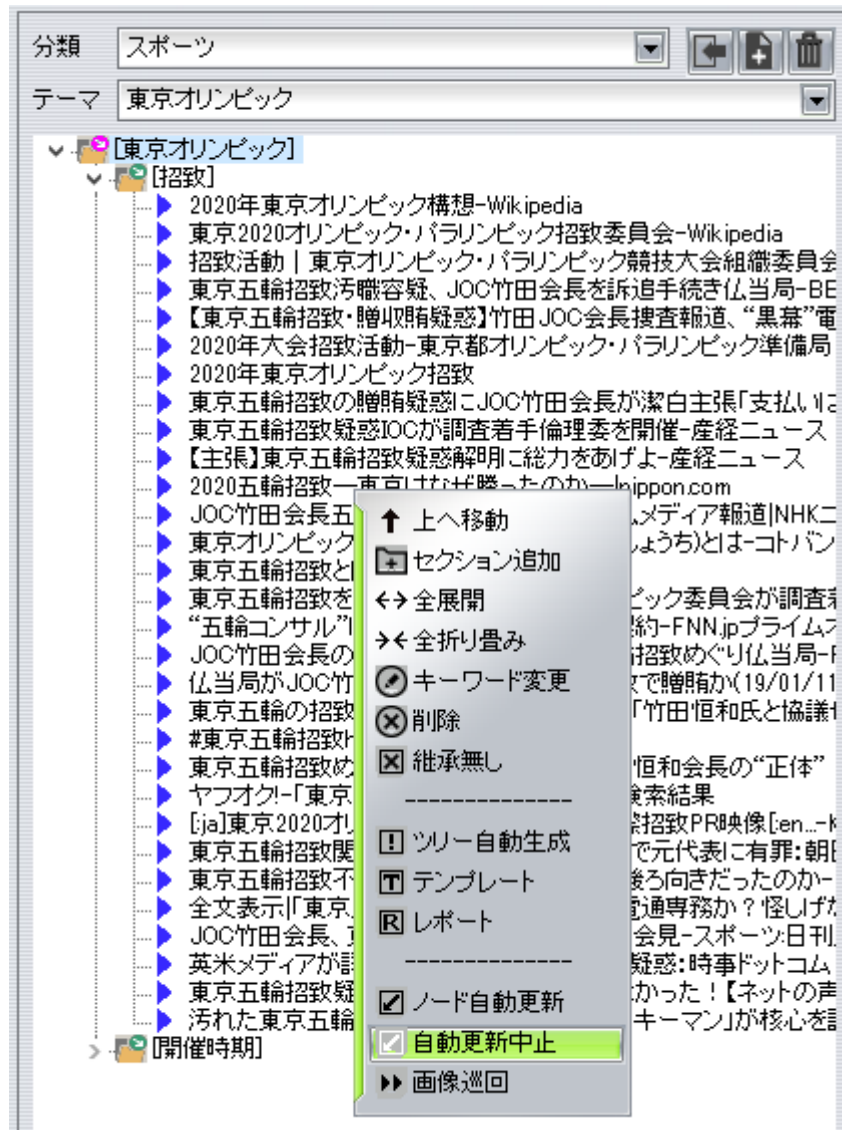 分類 スポーツ
テーマ 東京オリンピック
[東京オリンピック]
[招致]
2020年東京オリンピック構想-Wikipedia
東京2020オリンピック・パラリンピック招致委員会-Wikipedia
招致活動 | 東京オリンピック・パラリンピック競技大会組織委員会
東京五輪招致汚職容疑、JOC竹田会長を訴追手続き仏当局-BE
【東京五輪招致・贈収賄疑惑】竹田JOC会長捜査報道、“黒幕”電
2020年大会招致活動-東京都オリンピック・パラリンピック準備局
2020年東京オリンピック招致
東京五輪招致の贈賄疑惑にJOC竹田会長が潔白主張「支払いに
東京五輪招致疑惑IOCが調査着手倫理委を開催-産経ニュース
【主張】東京五輪招致疑惑解明に総力をあげよ-産経ニュース
2020五輪招致―東京はなぜ勝ったのか―|nippon.com
JOC竹田会長五 ムメディア報道|NHKニ
東京オリンピック しょうち)とは-コトバン
東京五輪招致と
東京五輪招致を ピック委員会が調査着
“五輪コンサル” 契約-FNN.jpプライムオ
JOC竹田会長の 招致めぐり仏当局-F
仏当局がJOC竹 致で贈賄か(19/01/11
東京五輪の招致 「竹田恒和氏と協議
#東京五輪招致
東京五輪招致め 恒和会長の“正体”
ヤフオク!-「東京 検索結果
[:ja]東京2020オリ 際招致PR映像[:en...-
東京五輪招致関 で元代表に有罪:朝日
東京五輪招致不 後ろ向きだったのか-
全文表示|「東京 電通専務か？怪しげな
JOC竹田会長、 会見-スポーツ:日刊
英米メディアが 疑惑:時事ドットコム
東京五輪招致疑 かった！【ネットの声
汚れた東京五輪 キーマン」が核心を
[開催時期]
上へ移動
セクション追加
全展開
全折り畳み
キーワード変更
削除
継承無し
--------------
ツリー自動生成
テンプレート
レポート
--------------
ノード自動更新
自動更新中止
画像巡回